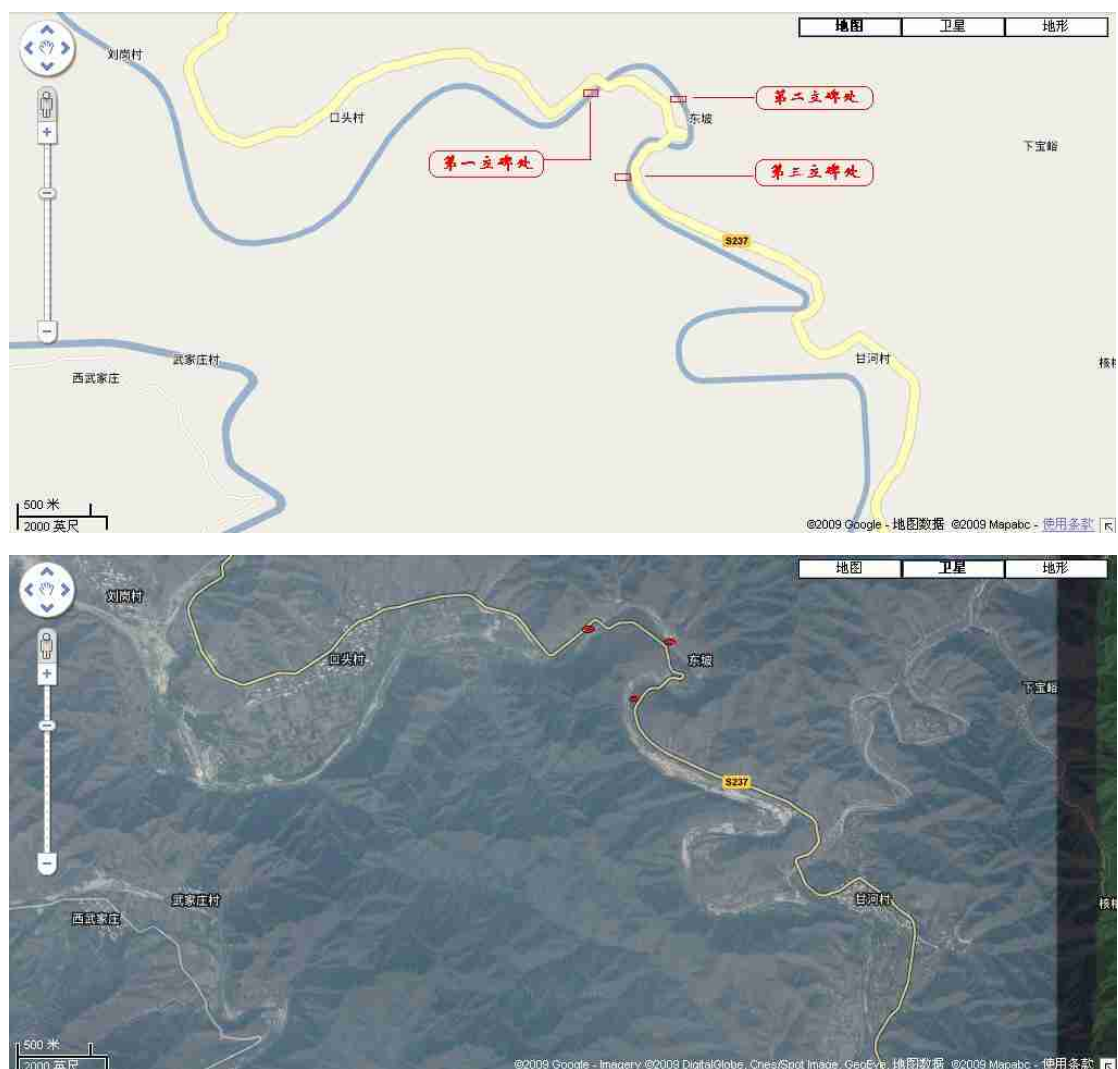 地图 卫星 地形
刘岗村
口头村
第一立碑处
第二立碑处
东坡
第三立碑处
下宝峪
S237
武家庄村
西武家庄
甘河村
500 米
2000 英尺
©2009 Google - 地图数据 ©2009 Mapabc - 使用条款
地图 卫星 地形
刘岗村
口头村
东坡
下宝峪
S237
武家庄村
西武家庄
甘河村
500 米
2000 英尺
©2009 Google - Imagery ©2009 DigitalGlobe, Cnes/Spot Image, GeoEye, 地图数据 ©2009 Mapabc - 使用条款